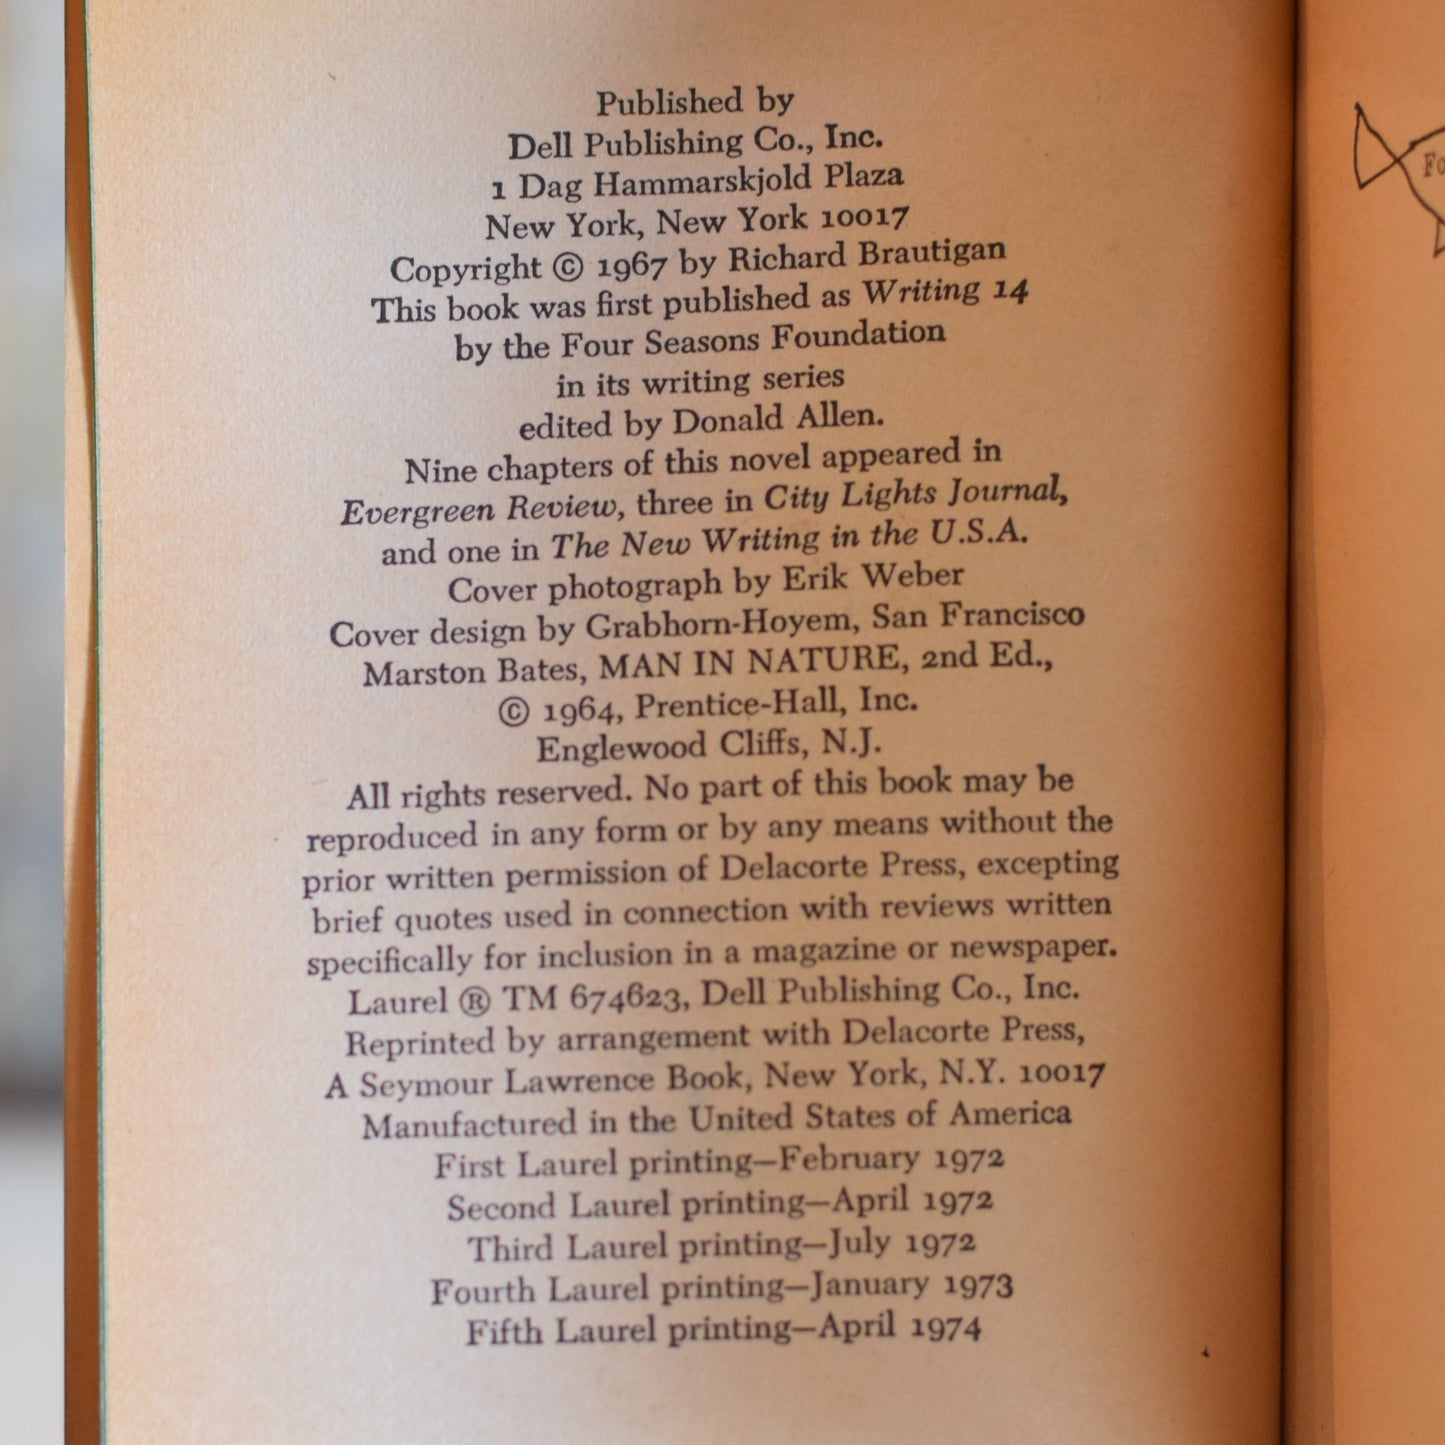 Published by
Dell Publishing Co., Inc.
1 Dag Hammarskjold Plaza
New York, New York 10017
Copyright © 1967 by Richard Brautigan
This book was first published as Writing 14
by the Four Seasons Foundation
in its writing series
edited by Donald Allen.
Nine chapters of this novel appeared in
Evergreen Review, three in City Lights Journal,
and one in The New Writing in the U.S.A.
Cover photograph by Erik Weber
Cover design by Grabhorn-Hoyem, San Francisco
Marston Bates, MAN IN NATURE, 2nd Ed.,
© 1964, Prentice-Hall, Inc.
Englewood Cliffs, N.J.
All rights reserved. No part of this book may be
reproduced in any form or by any means without the
prior written permission of Delacorte Press, excepting
brief quotes used in connection with reviews written
specifically for inclusion in a magazine or newspaper.
Laurel ® TM 674623, Dell Publishing Co., Inc.
Reprinted by arrangement with Delacorte Press,
A Seymour Lawrence Book, New York, N.Y. 10017
Manufactured in the United States of America
First Laurel printing—February 1972
Second Laurel printing—April 1972
Third Laurel printing—July 1972
Fourth Laurel printing—January 1973
Fifth Laurel printing—April 1974